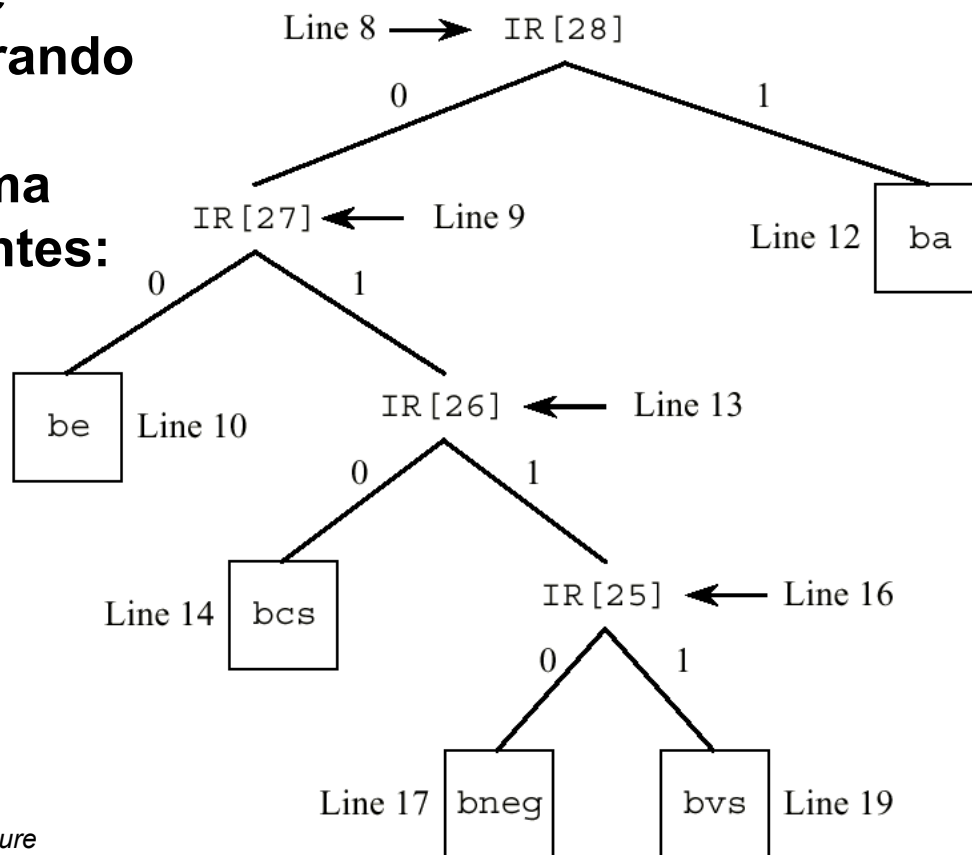 rando
ma
ntes:
Line 8 IR[28]
0 1
IR[27] Line 9
Line 12 ba
0 1
be Line 10
IR[26] Line 13
0 1
Line 14 bcs
IR[25] Line 16
0 1
Line 17 bneg
bvs Line 19
ure